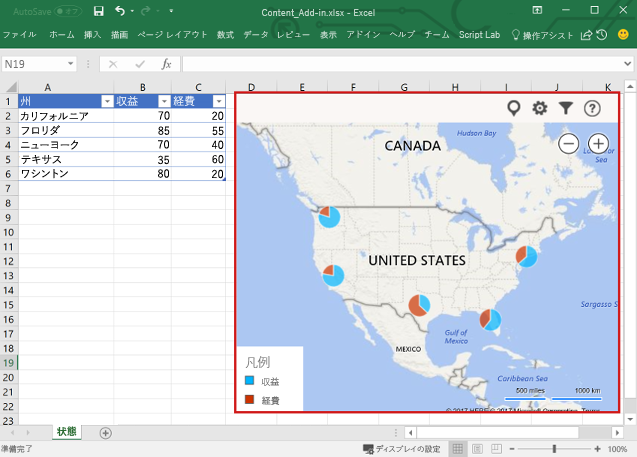 AutoSave オフ
Content_Add-in.xlsx - Excel
ファイル ホーム 挿入 描画 ページ レイアウト 数式 データ レビュー 表示 アドイン ヘルプ チーム Script Lab 操作アシスト
N19 fx
A B C D E F G H I J K
1 州 収益 経費
2 カリフォルニア 70 20
3 フロリダ 85 55
4 ニューヨーク 70 40
5 テキサス 35 60
6 ワシントン 80 20
7
8
9
10
11
12
13
14
15
16
17
18
19
20
21
22
23
?
Hudson Bay
CANADA
Sea
UNITED STATES
Sargasso S
Gulf of
Mexico
MEXICO
Caribbean Sea
凡例
収益
経費
500 miles 1000 km
© 2017 HERE © 2017 Microsoft Corporation Terms
状態
準備完了 ディスプレイの設定 100%